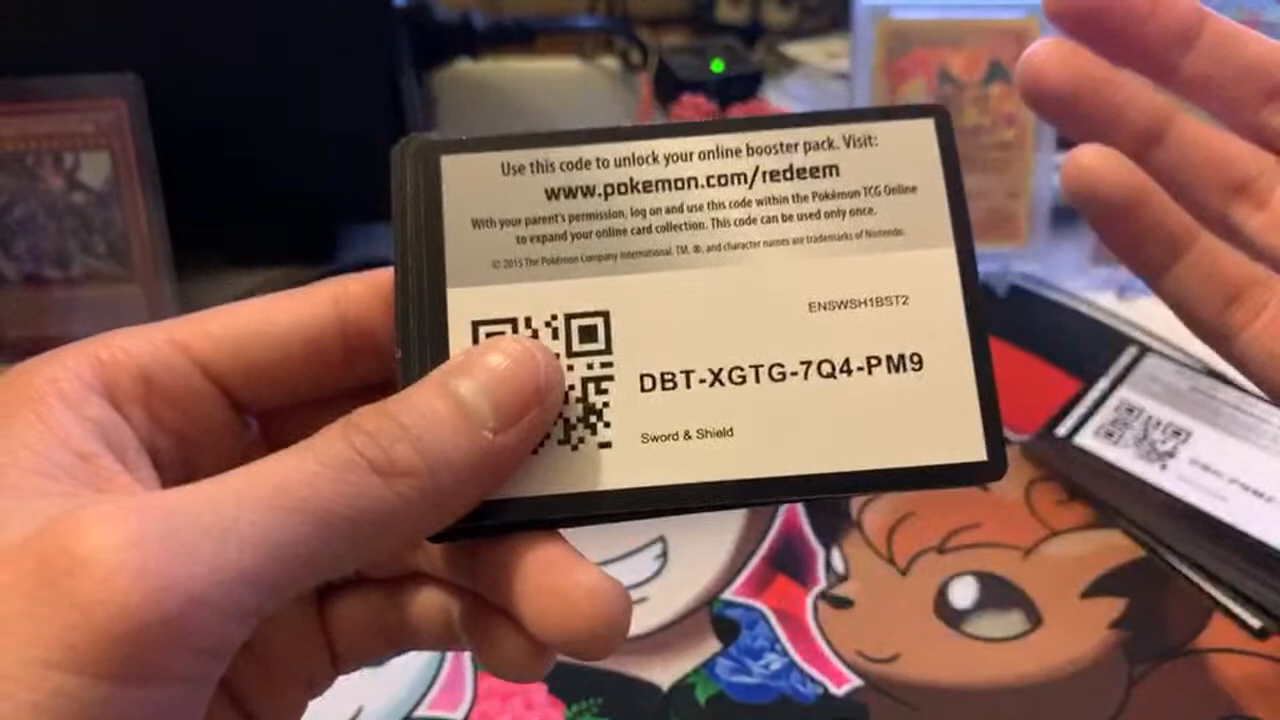 Use this code to unlock your online booster pack. Visit:
www.pokemon.com/redeem
With your parent's permission, log on and use this code within the Pokémon TCG Online
to expand your online card collection. This code can be used only once.
© 2015 The Pokémon Company International. TM, ®, and character names are trademarks of Nintendo.
ENSWSH1BST2
DBT-XGTG-7Q4-PM9
Sword & Shield